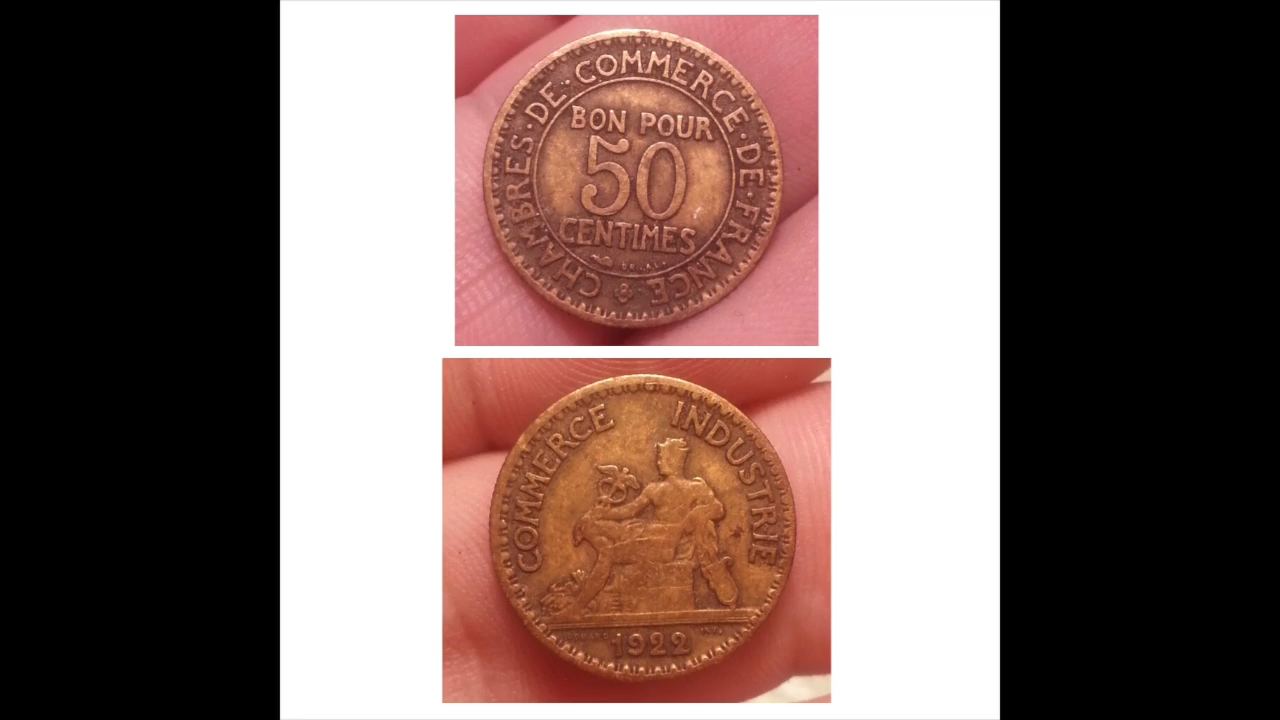 CHAMBRES·DE·COMMERCE·DE·FRANCE
BON POUR
50
CENTIMES
COMMERCE INDUSTRIE
1922